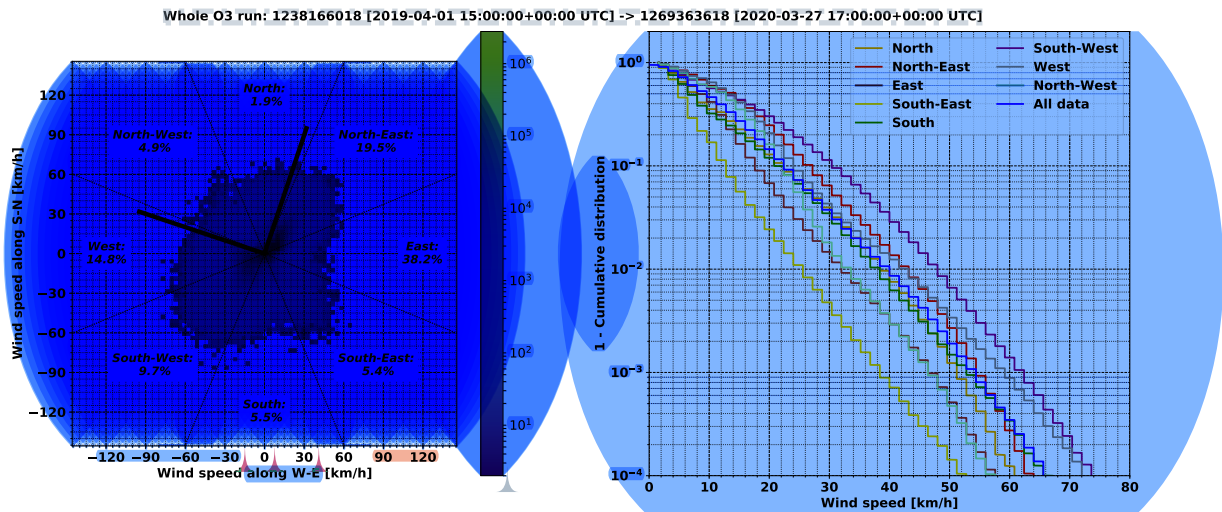 Whole O3 run: 1238166018 [2019-04-01 15:00:00+00:00 UTC] -> 1269363618 [2020-03-27 17:00:00+00:00 UTC]
Wind speed along S-N [km/h]
120
90
60
30
0
−30
−60
−90
−120
North:
1.9%
North-West:
4.9%
North-East:
19.5%
West:
14.8%
East:
38.2%
South-West:
9.7%
South-East:
5.4%
South:
5.5%
−120 −90 −60 −30 0 30 60 90 120
Wind speed along W-E [km/h]
10^6
10^5
10^4
10^3
10^2
10^1
1 - Cumulative distribution
10^0
10^−1
10^−2
10^−3
10^−4
North
North-East
East
South-East
South
South-West
West
North-West
All data
0 10 20 30 40 50 60 70 80
Wind speed [km/h]